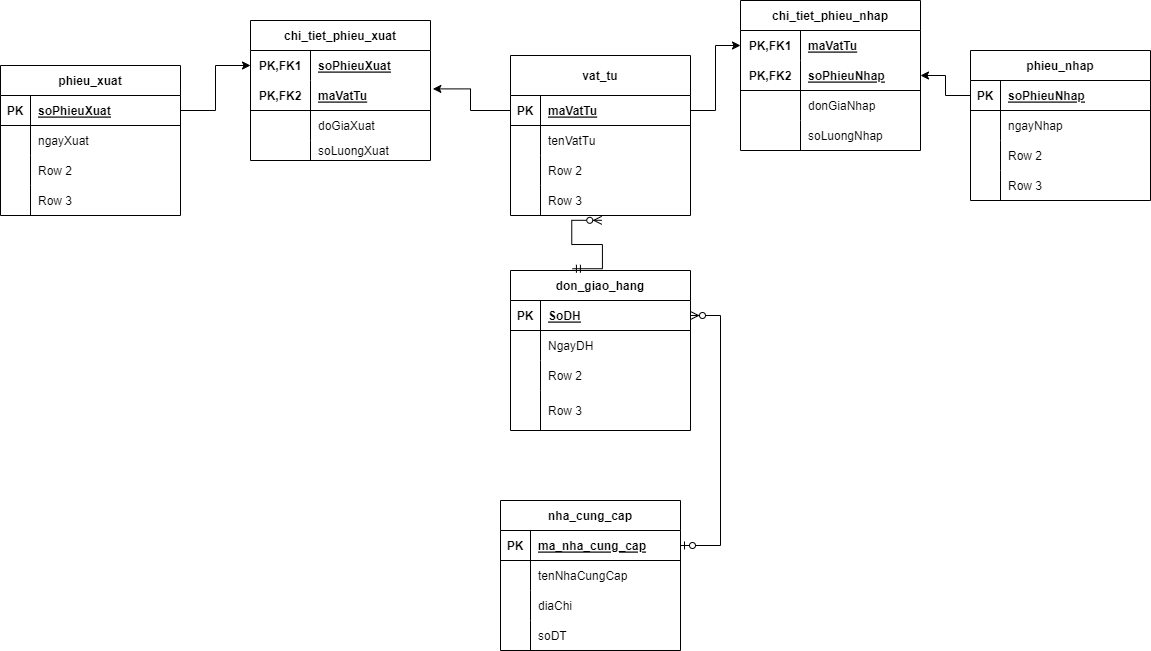 phieu_xuat
PK soPhieuXuat
ngayXuat
Row 2
Row 3
chi_tiet_phieu_xuat
PK,FK1 soPhieuXuat
PK,FK2 maVatTu
doGiaXuat
soLuongXuat
vat_tu
PK maVatTu
tenVatTu
Row 2
Row 3
chi_tiet_phieu_nhap
PK,FK1 maVatTu
PK,FK2 soPhieuNhap
donGiaNhap
soLuongNhap
phieu_nhap
PK soPhieuNhap
ngayNhap
Row 2
Row 3
don_giao_hang
PK SoDH
NgayDH
Row 2
Row 3
nha_cung_cap
PK ma_nha_cung_cap
tenNhaCungCap
diaChi
soDT